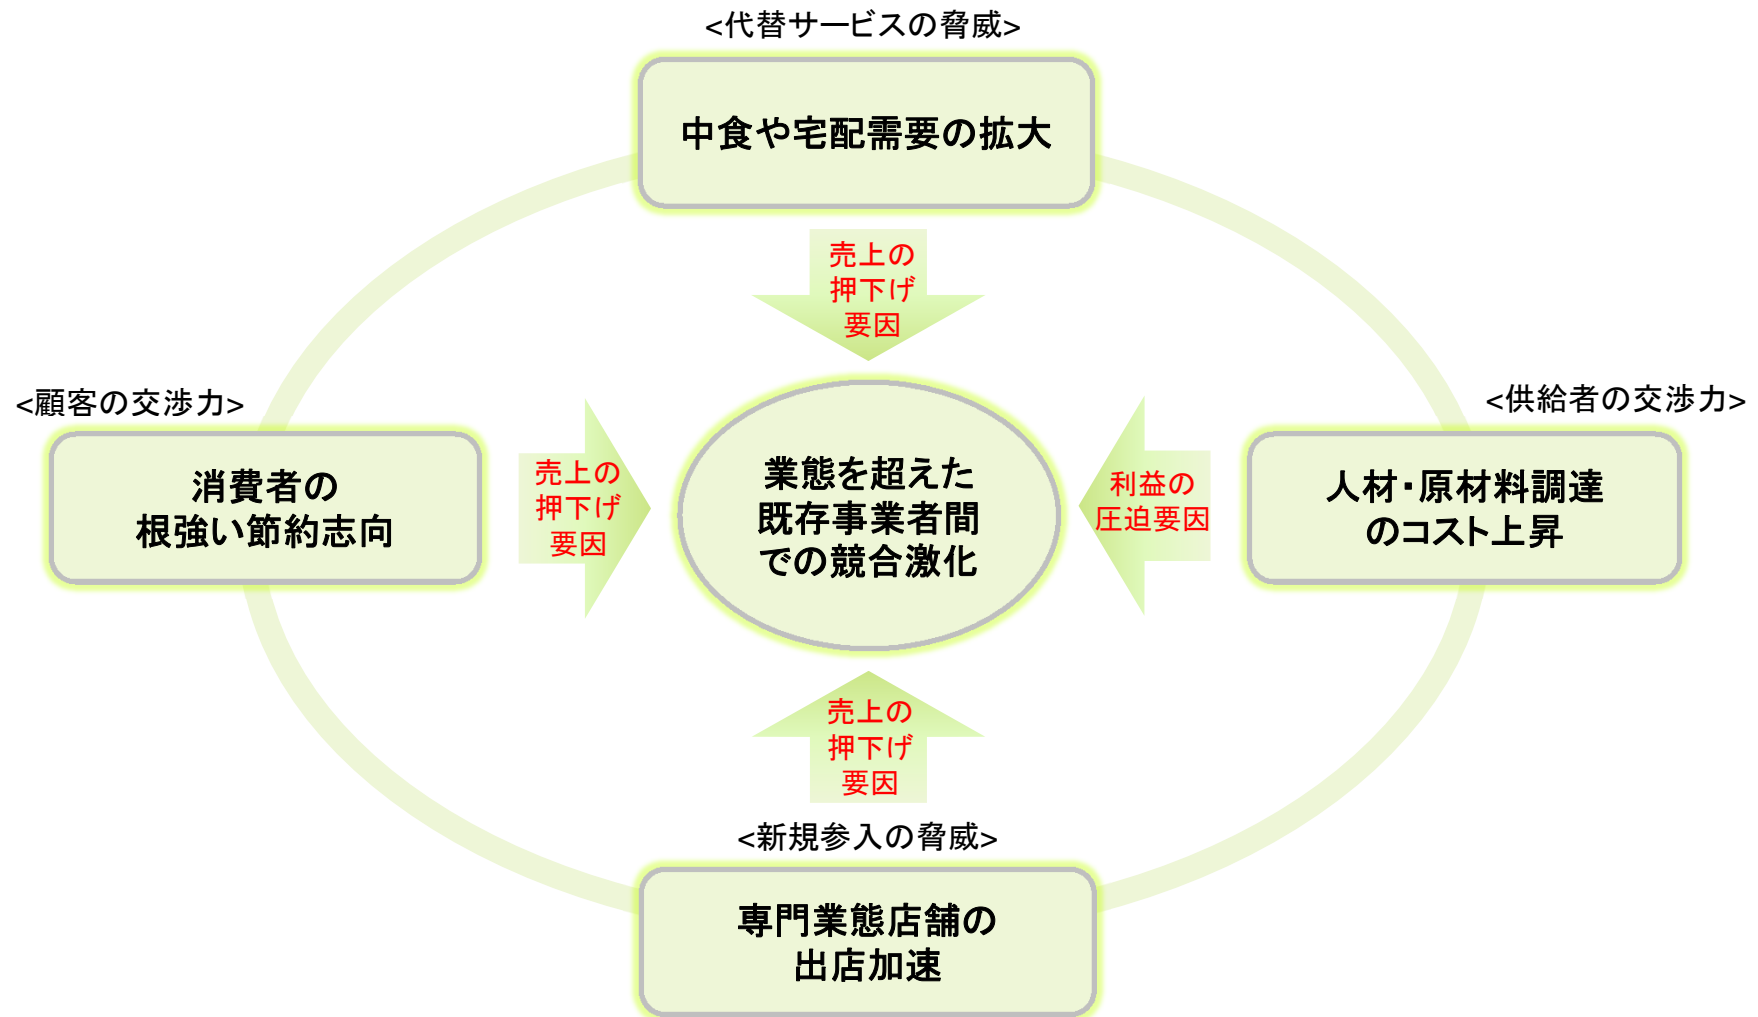 <代替サービスの脅威>
中食や宅配需要の拡大
売上の
押下げ
要因
<顧客の交渉力>
消費者の
根強い節約志向
売上の
押下げ
要因
業態を超えた
既存事業者間
での競合激化
利益の
圧迫要因
<供給者の交渉力>
人材・原材料調達
のコスト上昇
売上の
押下げ
要因
<新規参入の脅威>
専門業態店舗の
出店加速